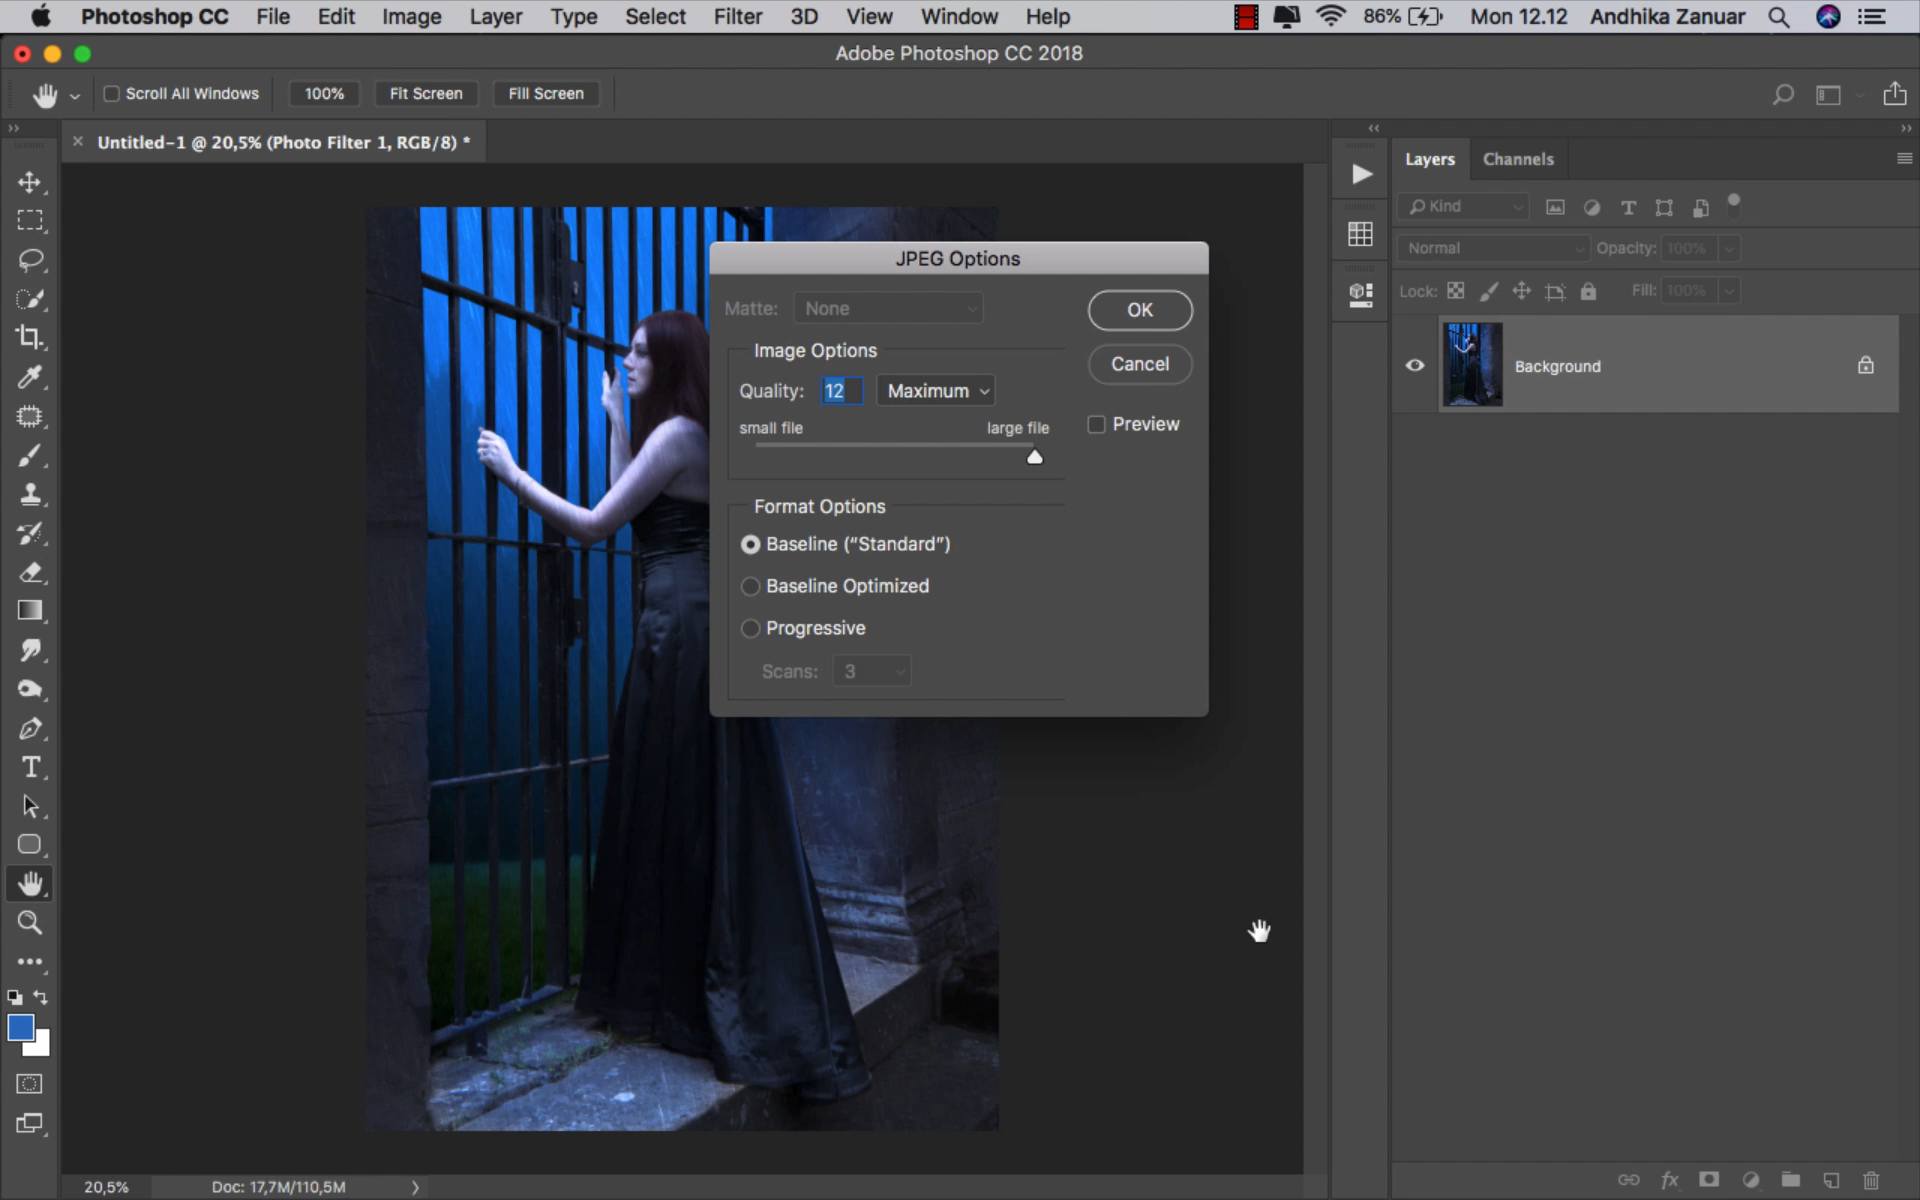 Photoshop CC File Edit Image Layer Type Select Filter 3D View Window Help 86% Mon 12.12 Andhika Zanuar
Adobe Photoshop CC 2018
Scroll All Windows 100% Fit Screen Fill Screen
× Untitled-1 @ 20,5% (Photo Filter 1, RGB/8) *
JPEG Options
Matte: None
OK
Image Options
Cancel
Quality: 12 Maximum
small file large file
Preview
Format Options
Baseline (“Standard”)
Baseline Optimized
Progressive
Scans: 3
Layers Channels
Kind
Normal Opacity: 100%
Lock: Fill: 100%
Background
fx
20,5% Doc: 17,7M/110,5M